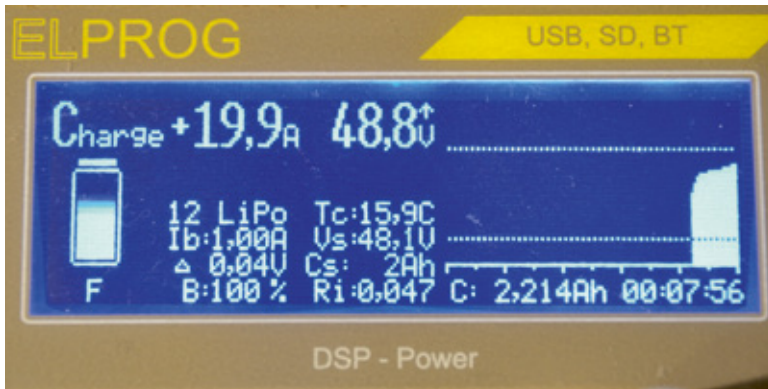 ELPROG
USB, SD, BT
Charge +19,9A 48,8V
12 LiPo Tc:15,9C
Ib:1,00A Vs:48,1V
△ 0,04V Cs: 2Ah
F B:100% Ri:0,047 C: 2,214Ah 00:07:56
DSP - Power